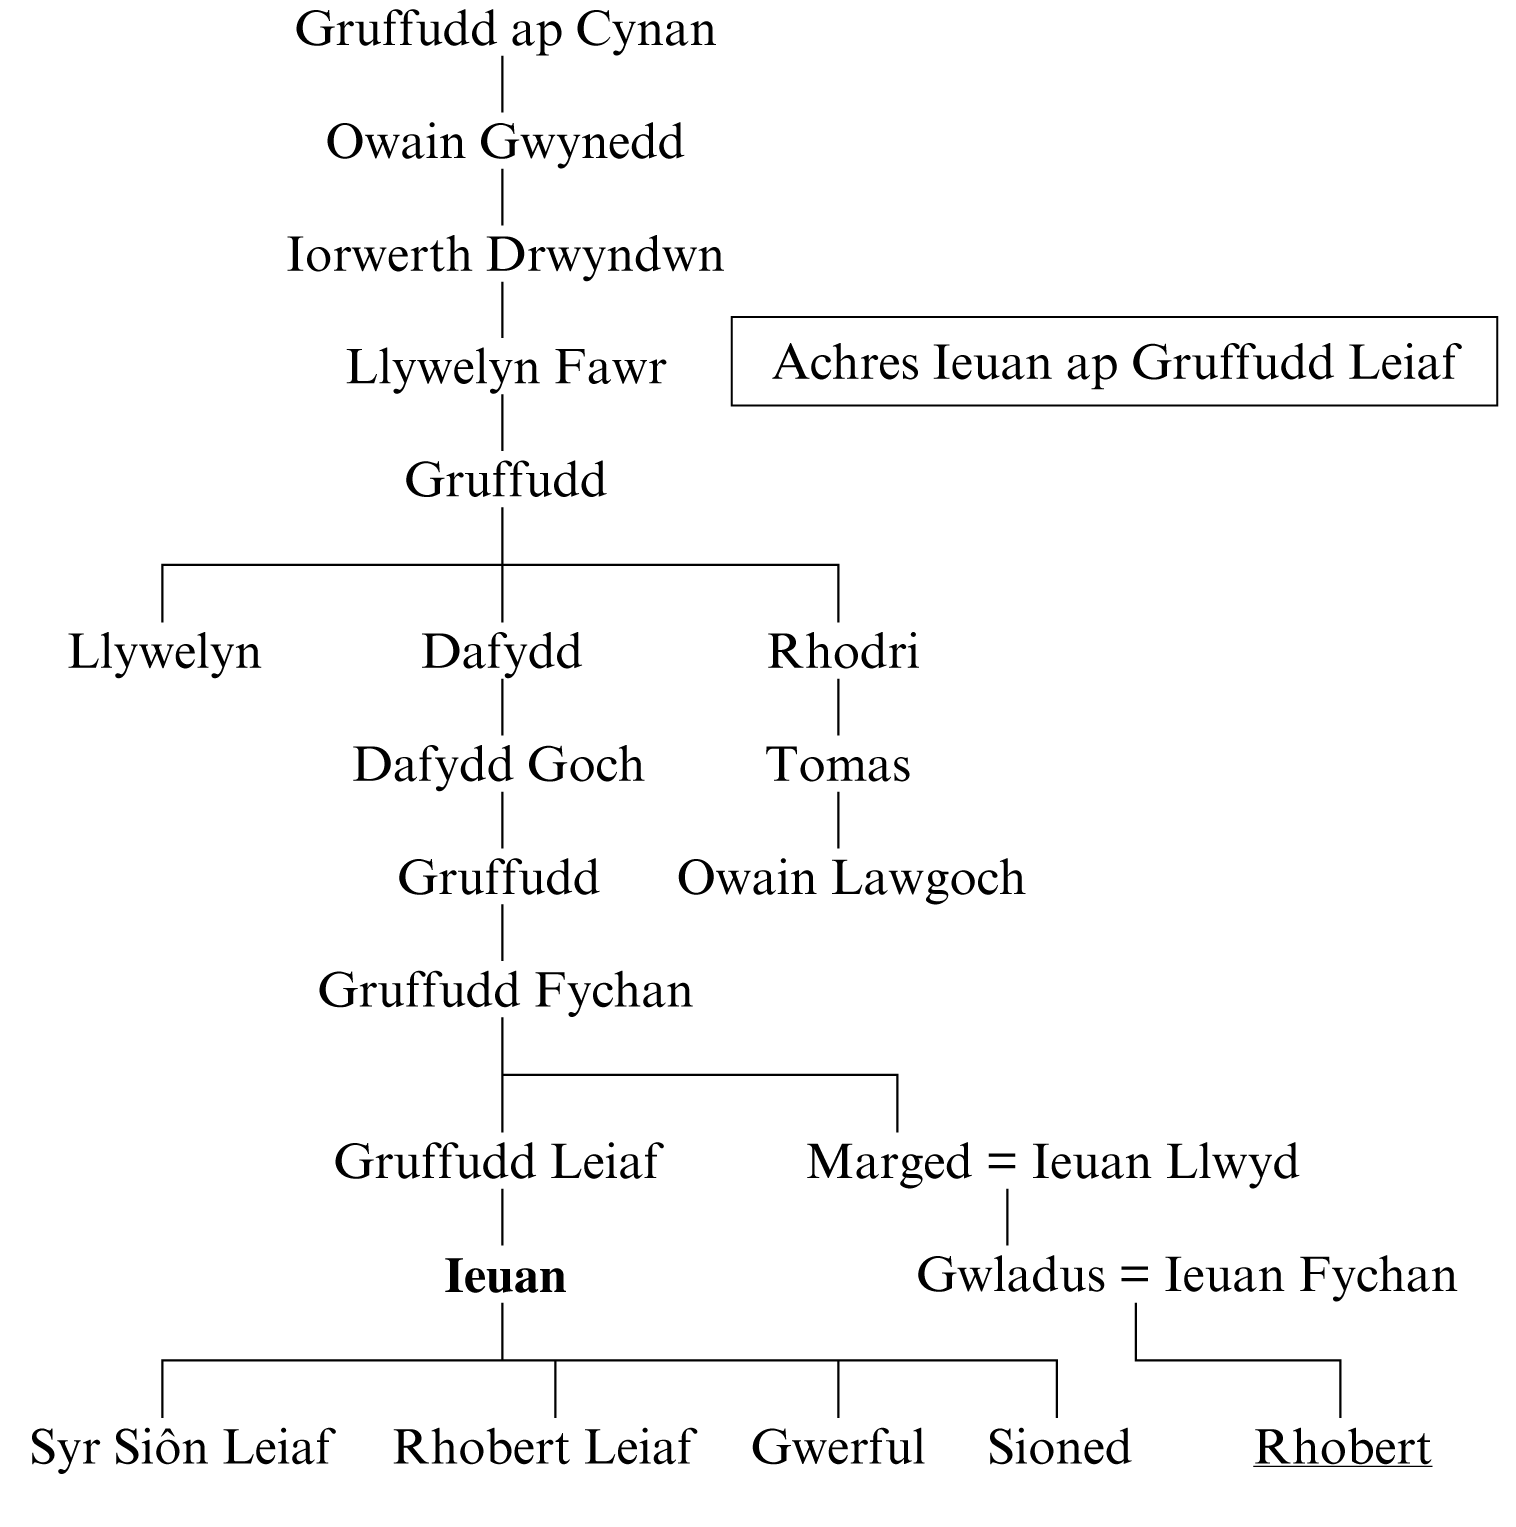 Gruffudd ap Cynan
Owain Gwynedd
Iorwerth Drwyndwn
Llywelyn Fawr
Achres Ieuan ap Gruffudd Leiaf
Gruffudd
Llywelyn Dafydd Rhodri
Dafydd Goch Tomas
Gruffudd Owain Lawgoch
Gruffudd Fychan
Gruffudd Leiaf Marged = Ieuan Llwyd
Ieuan Gwladus = Ieuan Fychan
Syr Siôn Leiaf Rhobert Leiaf Gwerful Sioned Rhobert